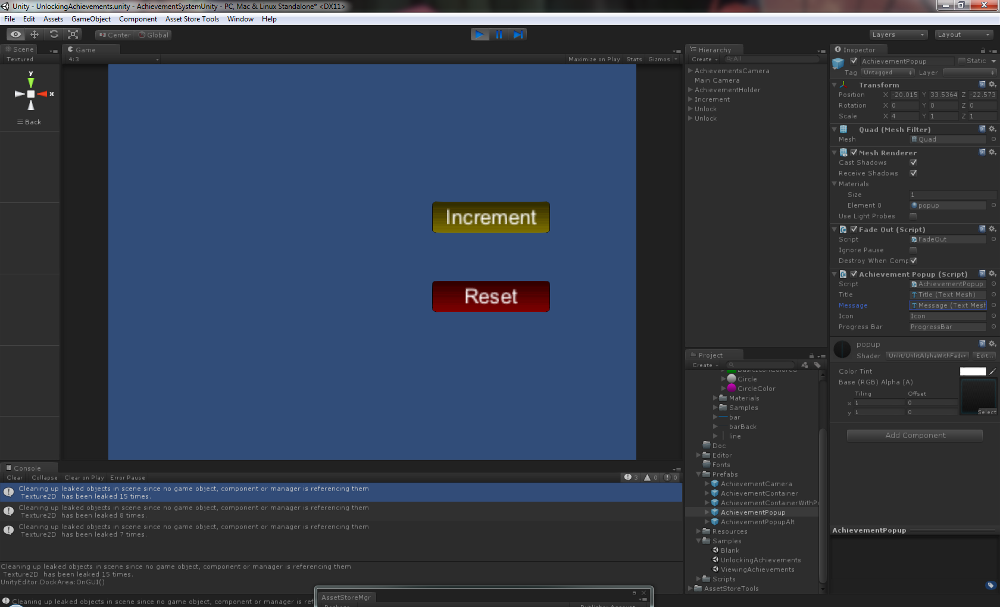 Unity - UnlockingAchievements.unity - AchievementSystemUnity - PC, Mac & Linux Standalone* <DX11>
File Edit Assets GameObject Component Asset Store Tools Window Help
Center Global
Layers Layout
Scene
Textured
y
x
Back
Game
4:3
Maximize on Play Stats Gizmos
Increment
Reset
Hierarchy
Create All
AchievementsCamera
Main Camera
AchievementHolder
Increment
Unlock
Unlock
Project
Create
BasicIconColored
Circle
CircleColor
Materials
Samples
bar
barBack
line
Doc
Editor
Fonts
Prefabs
AchievementCamera
AchievementContainer
AchievementContainerWithPr
AchievementPopup
AchievementPopupAlt
Resources
Samples
Blank
UnlockingAchievements
ViewingAchievements
Scripts
AssetStoreTools
Inspector
AchievementPopup Static
Tag Untagged Layer
Transform
Position X -20.015 Y 33.5364 Z -22.573
Rotation X 0 Y 0 Z 0
Scale X 4 Y 1 Z 1
Quad (Mesh Filter)
Mesh Quad
Mesh Renderer
Cast Shadows
Receive Shadows
Materials
Size 1
Element 0 popup
Use Light Probes
Fade Out (Script)
Script FadeOut
Ignore Pause
Destroy When Comp
Achievement Popup (Script)
Script AchievementPopup
Title Title (Text Mesh)
Message Message (Text Mesh
Icon Icon
Progress Bar ProgressBar
popup
Shader Unlit/UnlitAlphaWithFade Edit...
Color Tint
Base (RGB) Alpha (A)
Tiling Offset
x 1 0
y 1 0
Select
Add Component
AchievementPopup
Console
Clear Collapse Clear on Play Error Pause 3 0 0
Cleaning up leaked objects in scene since no game object, component or manager is referencing them
Texture2D has been leaked 15 times.
Cleaning up leaked objects in scene since no game object, component or manager is referencing them
Texture2D has been leaked 8 times.
Cleaning up leaked objects in scene since no game object, component or manager is referencing them
Texture2D has been leaked 7 times.
Cleaning up leaked objects in scene since no game object, component or manager is referencing them
Texture2D has been leaked 15 times.
UnityEditor.DockArea:OnGUI()
Cleaning up leaked objects in scene since no game object, component or manager is ref
AssetStoreMgr